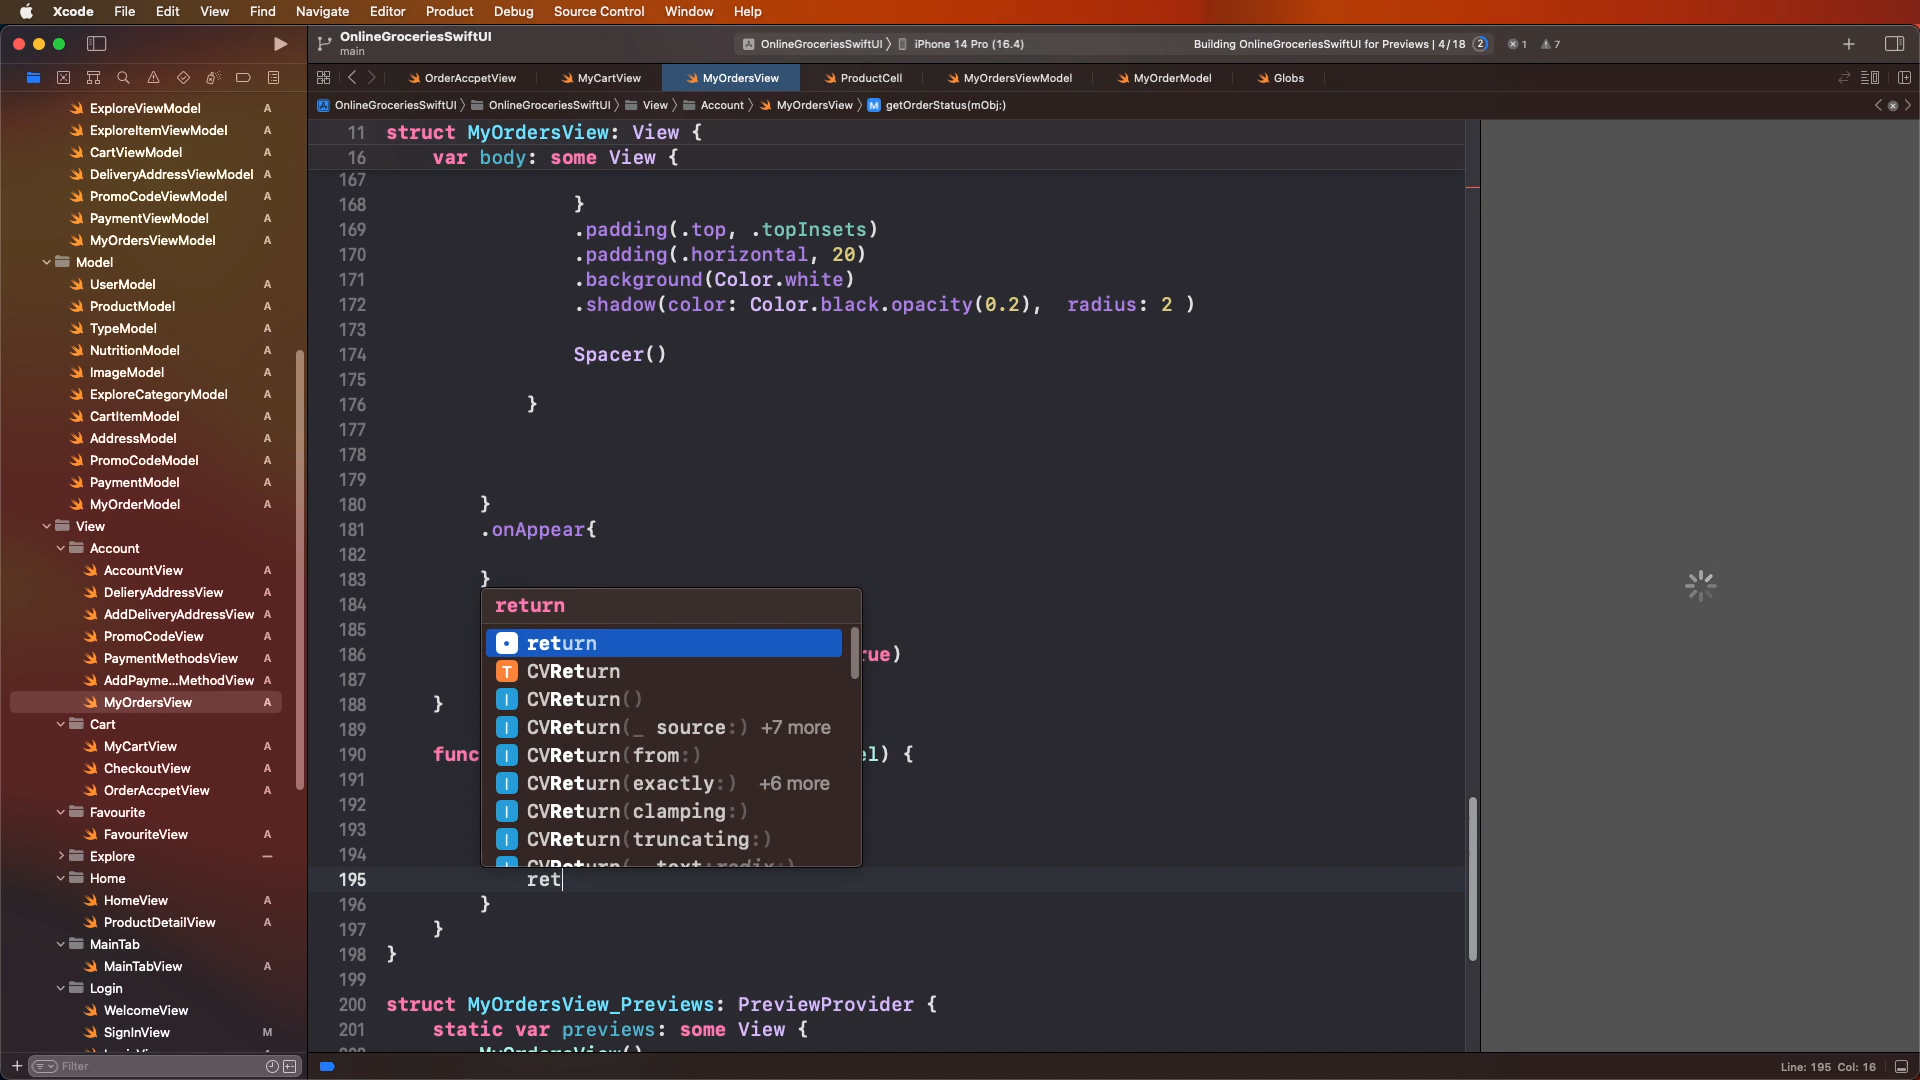 Xcode File Edit View Find Navigate Editor Product Debug Source Control Window Help
OnlineGroceriesSwiftUI
main
OnlineGroceriesSwiftUI iPhone 14 Pro (16.4)
Building OnlineGroceriesSwiftUI for Previews | 4/18 2 1 7
OrderAccpetView MyCartView MyOrdersView ProductCell MyOrdersViewModel MyOrderModel Globs
OnlineGroceriesSwiftUI OnlineGroceriesSwiftUI View Account MyOrdersView M getOrderStatus(mObj:)
ExploreViewModel A
ExploreItemViewModel A
CartViewModel A
DeliveryAddressViewModel A
PromoCodeViewModel A
PaymentViewModel A
MyOrdersViewModel A
Model
UserModel A
ProductModel A
TypeModel A
NutritionModel A
ImageModel A
ExploreCategoryModel A
CartItemModel A
AddressModel A
PromoCodeModel A
PaymentModel A
MyOrderModel A
View
Account
AccountView A
DelieryAddressView A
AddDeliveryAddressView A
PromoCodeView A
PaymentMethodsView A
AddPayme...MethodView A
MyOrdersView A
Cart
MyCartView A
CheckoutView A
OrderAccpetView A
Favourite
FavouriteView A
Explore
Home
HomeView A
ProductDetailView A
MainTab
MainTabView A
Login
WelcomeView
SignInView M
Filter
11 struct MyOrdersView: View {
16 var body: some View {
167
168 }
169 .padding(.top, .topInsets)
170 .padding(.horizontal, 20)
171 .background(Color.white)
172 .shadow(color: Color.black.opacity(0.2),  radius: 2 )
173
174 Spacer()
175
176 }
177
178
179
180 }
181 .onAppear{
182
183 }
184
185
186 rue)
187
188 }
189
190 func el) {
191
192
193
194
195 ret
196 }
197 }
198 }
199
200 struct MyOrdersView_Previews: PreviewProvider {
201 static var previews: some View {
MyOrdersView()
return
return
T CVReturn
I CVReturn()
I CVReturn(_ source:) +7 more
I CVReturn(from:)
I CVReturn(exactly:) +6 more
I CVReturn(clamping:)
I CVReturn(truncating:)
I CVReturn(_ text:radix:)
Line: 195 Col: 16